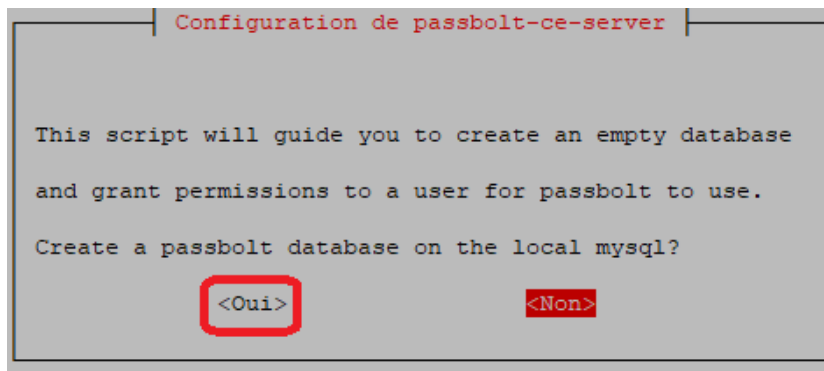 Configuration de passbolt-ce-server
This script will guide you to create an empty database
and grant permissions to a user for passbolt to use.
Create a passbolt database on the local mysql?
<Oui> <Non>